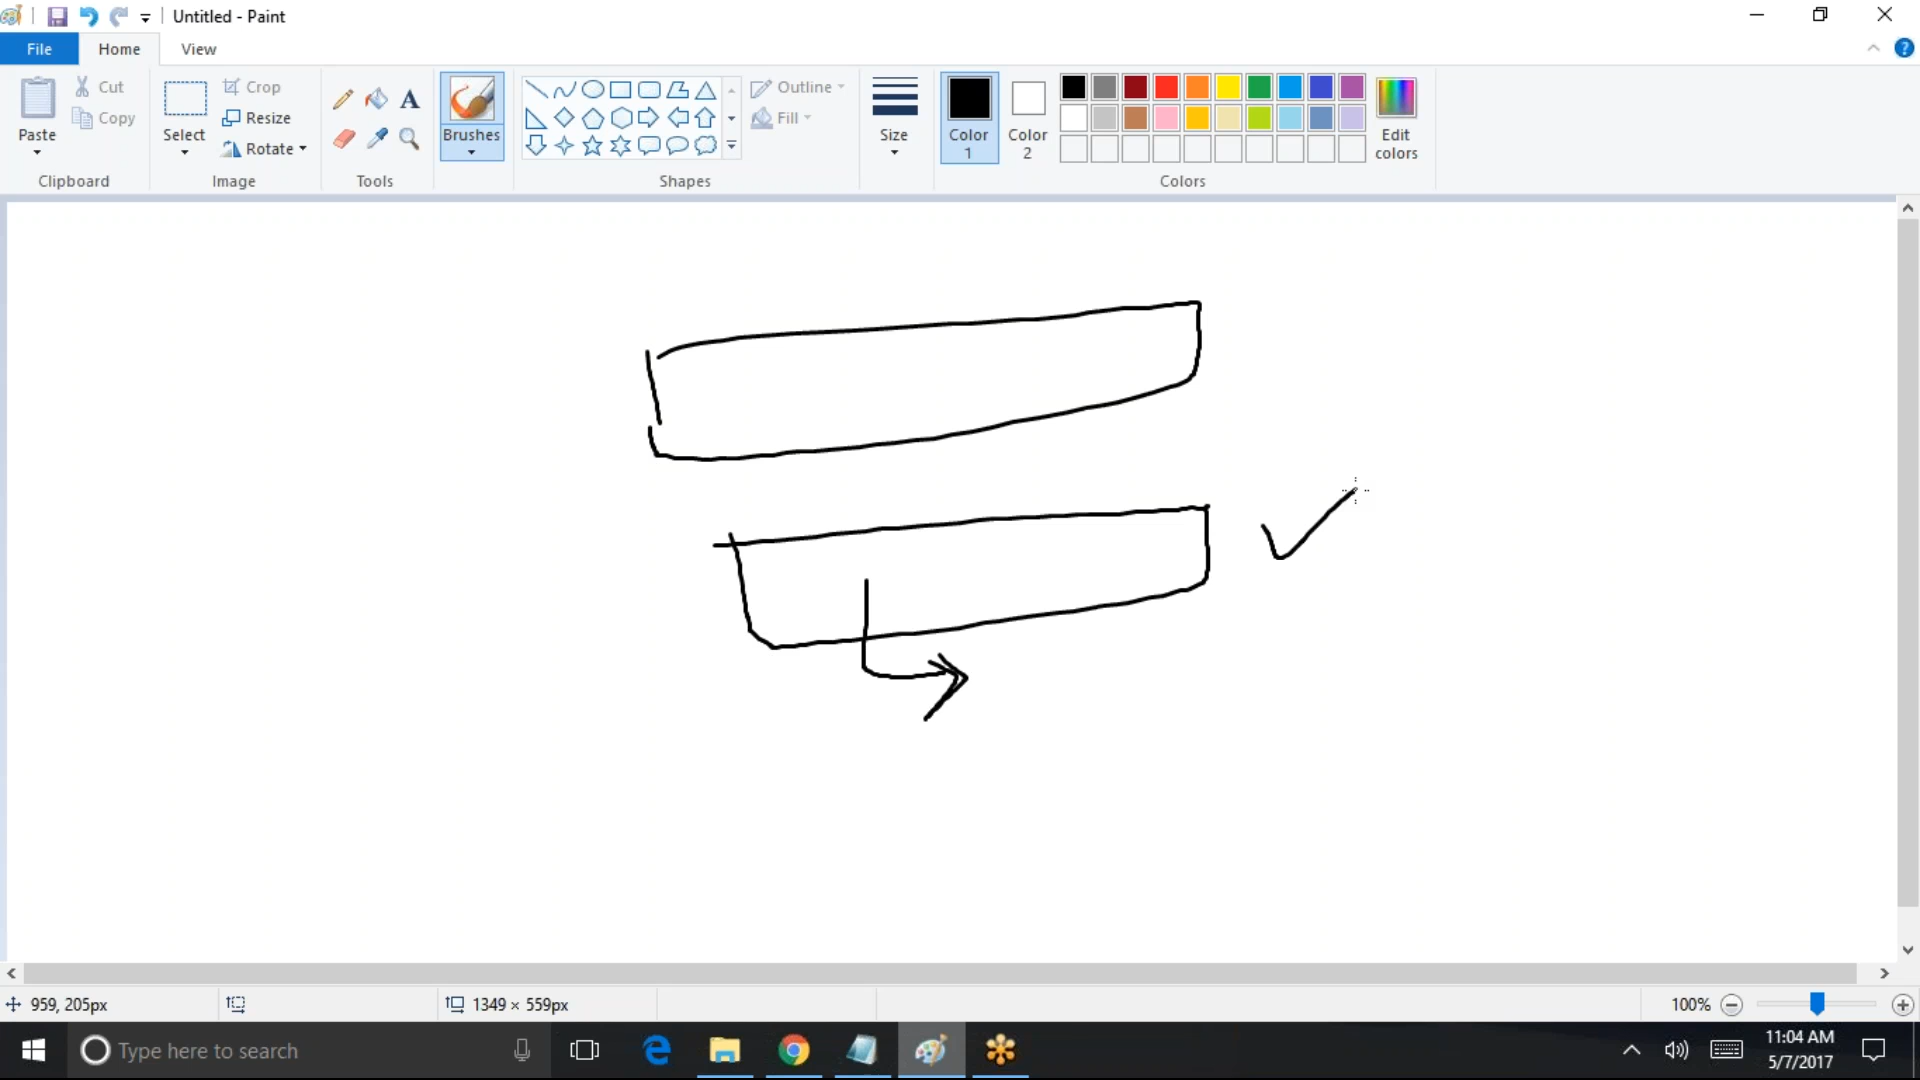 Untitled - Paint
File Home View
Paste
Cut
Copy
Clipboard
Select
Crop
Resize
Rotate
Image
A
Tools
Brushes
Shapes
Outline
Fill
Size
Color 1
Color 2
Edit colors
Colors
959, 205px
1349 × 559px
100%
Type here to search
11:04 AM
5/7/2017